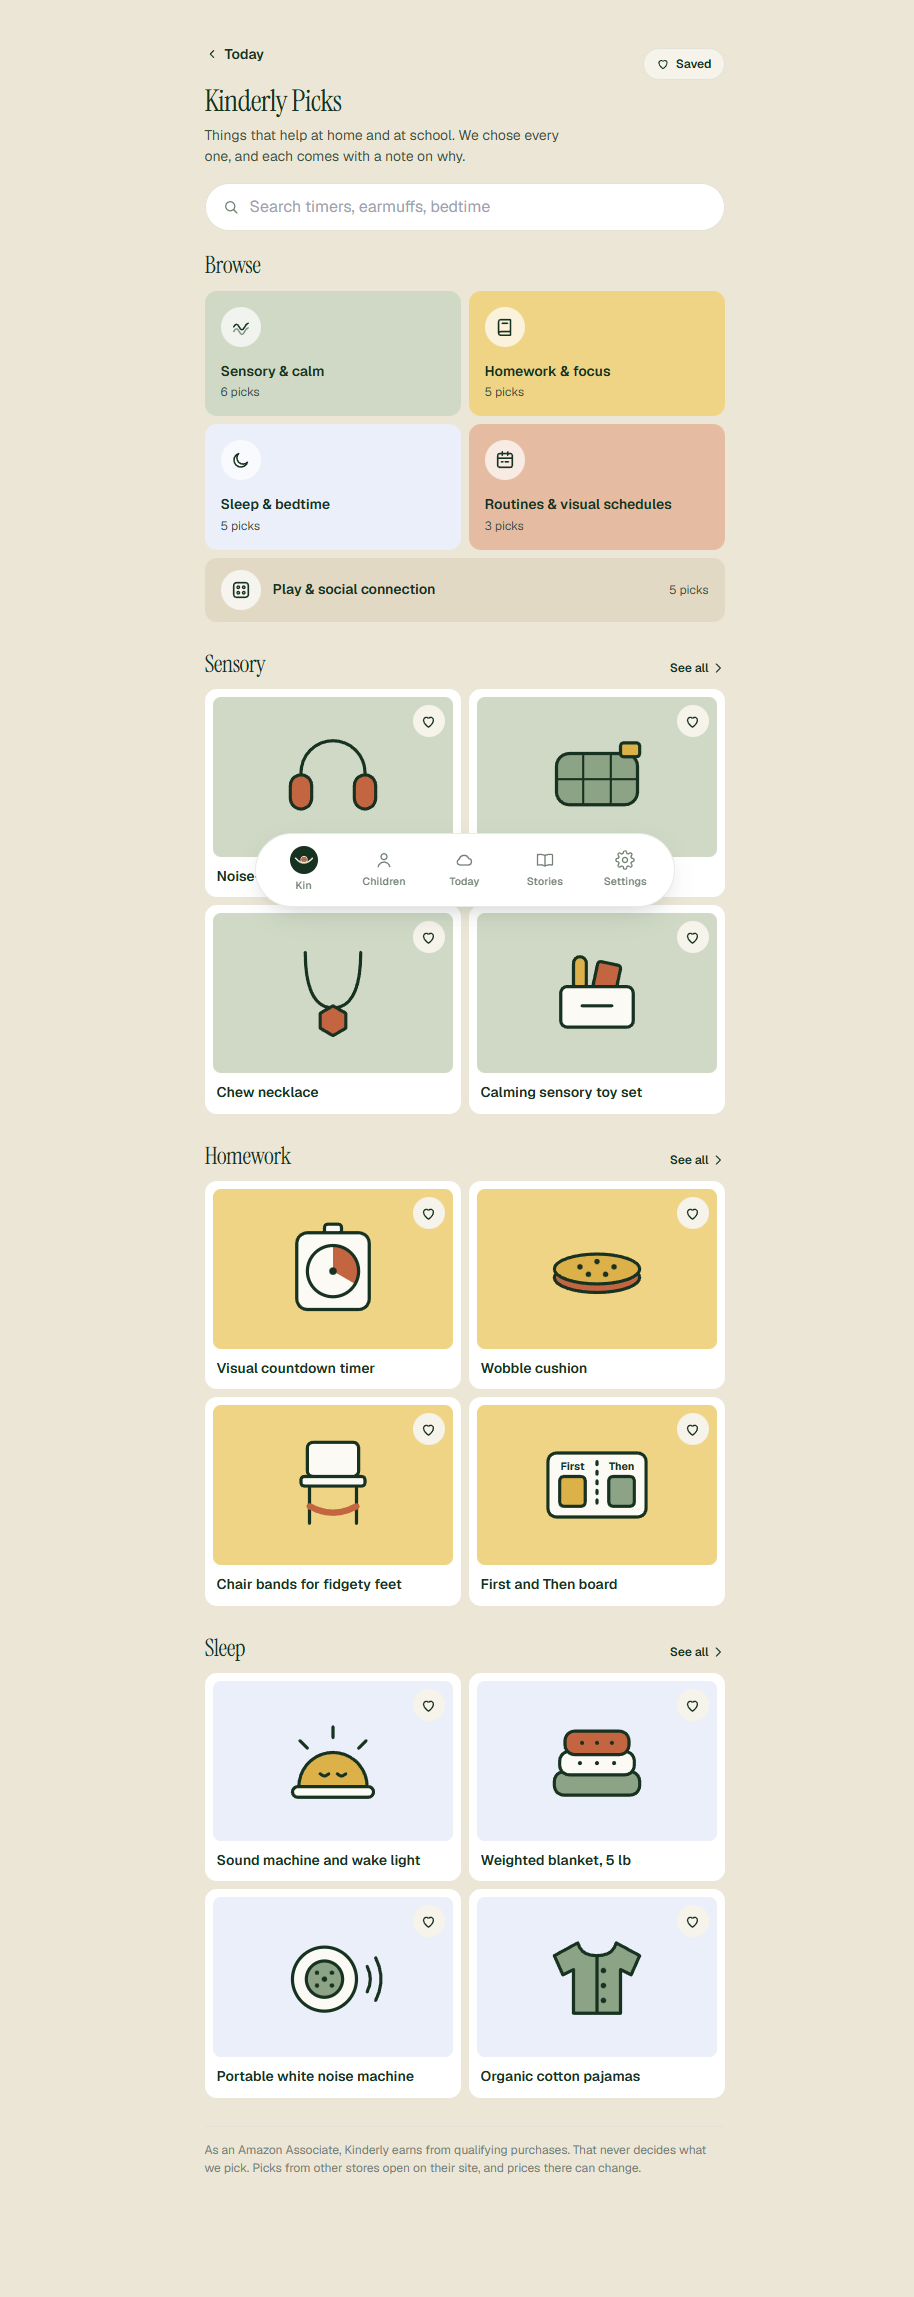 Today
Saved
Kinderly Picks
Things that help at home and at school. We chose every
one, and each comes with a note on why.
Search timers, earmuffs, bedtime
Browse
Sensory & calm
6 picks
Homework & focus
5 picks
Sleep & bedtime
5 picks
Routines & visual schedules
3 picks
Play & social connection
5 picks
Sensory
See all
Noise
Kin
Children
Today
Stories
Settings
Chew necklace
Calming sensory toy set
Homework
See all
Visual countdown timer
Wobble cushion
First
Then
Chair bands for fidgety feet
First and Then board
Sleep
See all
Sound machine and wake light
Weighted blanket, 5 lb
Portable white noise machine
Organic cotton pajamas
As an Amazon Associate, Kinderly earns from qualifying purchases. That never decides what
we pick. Picks from other stores open on their site, and prices there can change.